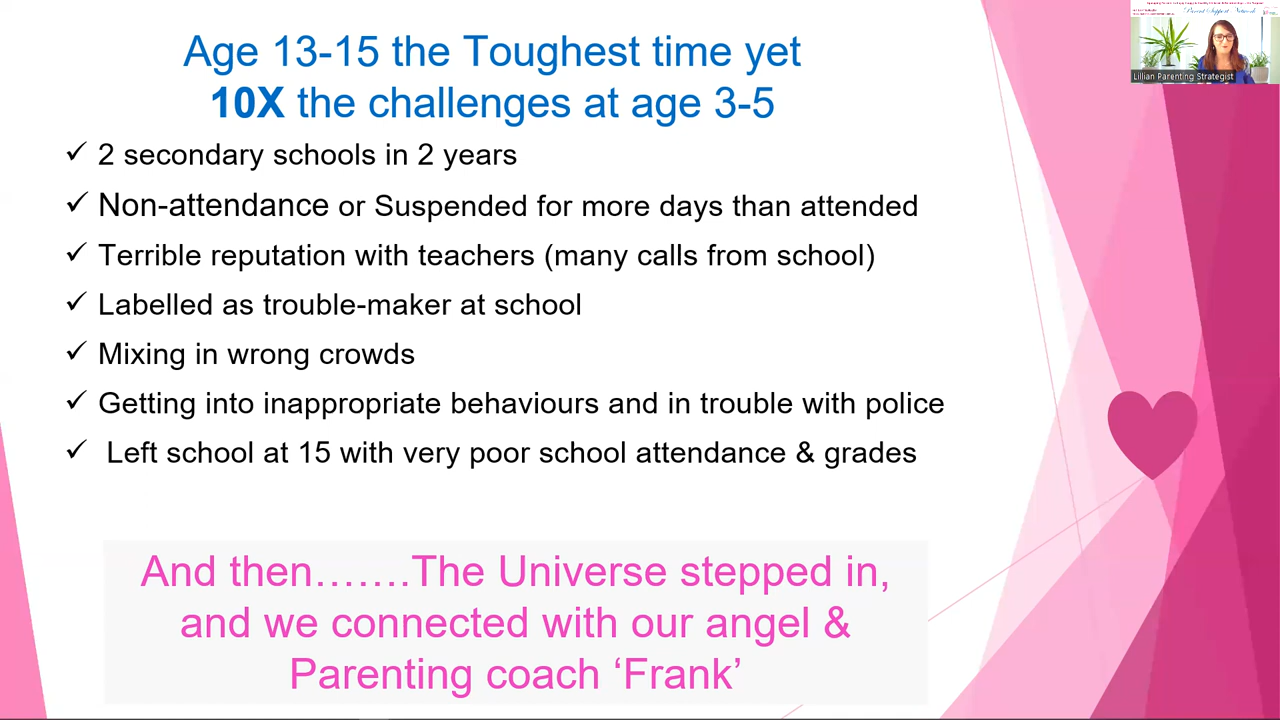 Age 13-15 the Toughest time yet
10X the challenges at age 3-5
✓ 2 secondary schools in 2 years
✓ Non-attendance or Suspended for more days than attended
✓ Terrible reputation with teachers (many calls from school)
✓ Labelled as trouble-maker at school
✓ Mixing in wrong crowds
✓ Getting into inappropriate behaviours and in trouble with police
✓ Left school at 15 with very poor school attendance & grades
And then…….The Universe stepped in,
and we connected with our angel &
Parenting coach ‘Frank’
Parent Support Network
Lillian Parenting Strategist